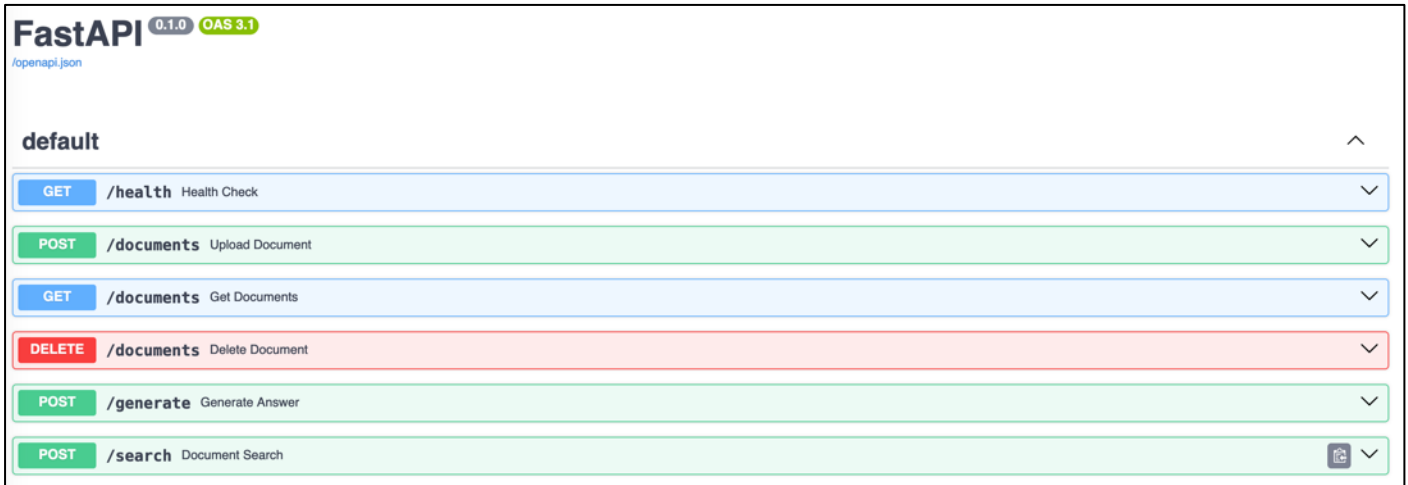 FastAPI 0.1.0 OAS 3.1
/openapi.json
default
GET /health Health Check
POST /documents Upload Document
GET /documents Get Documents
DELETE /documents Delete Document
POST /generate Generate Answer
POST /search Document Search